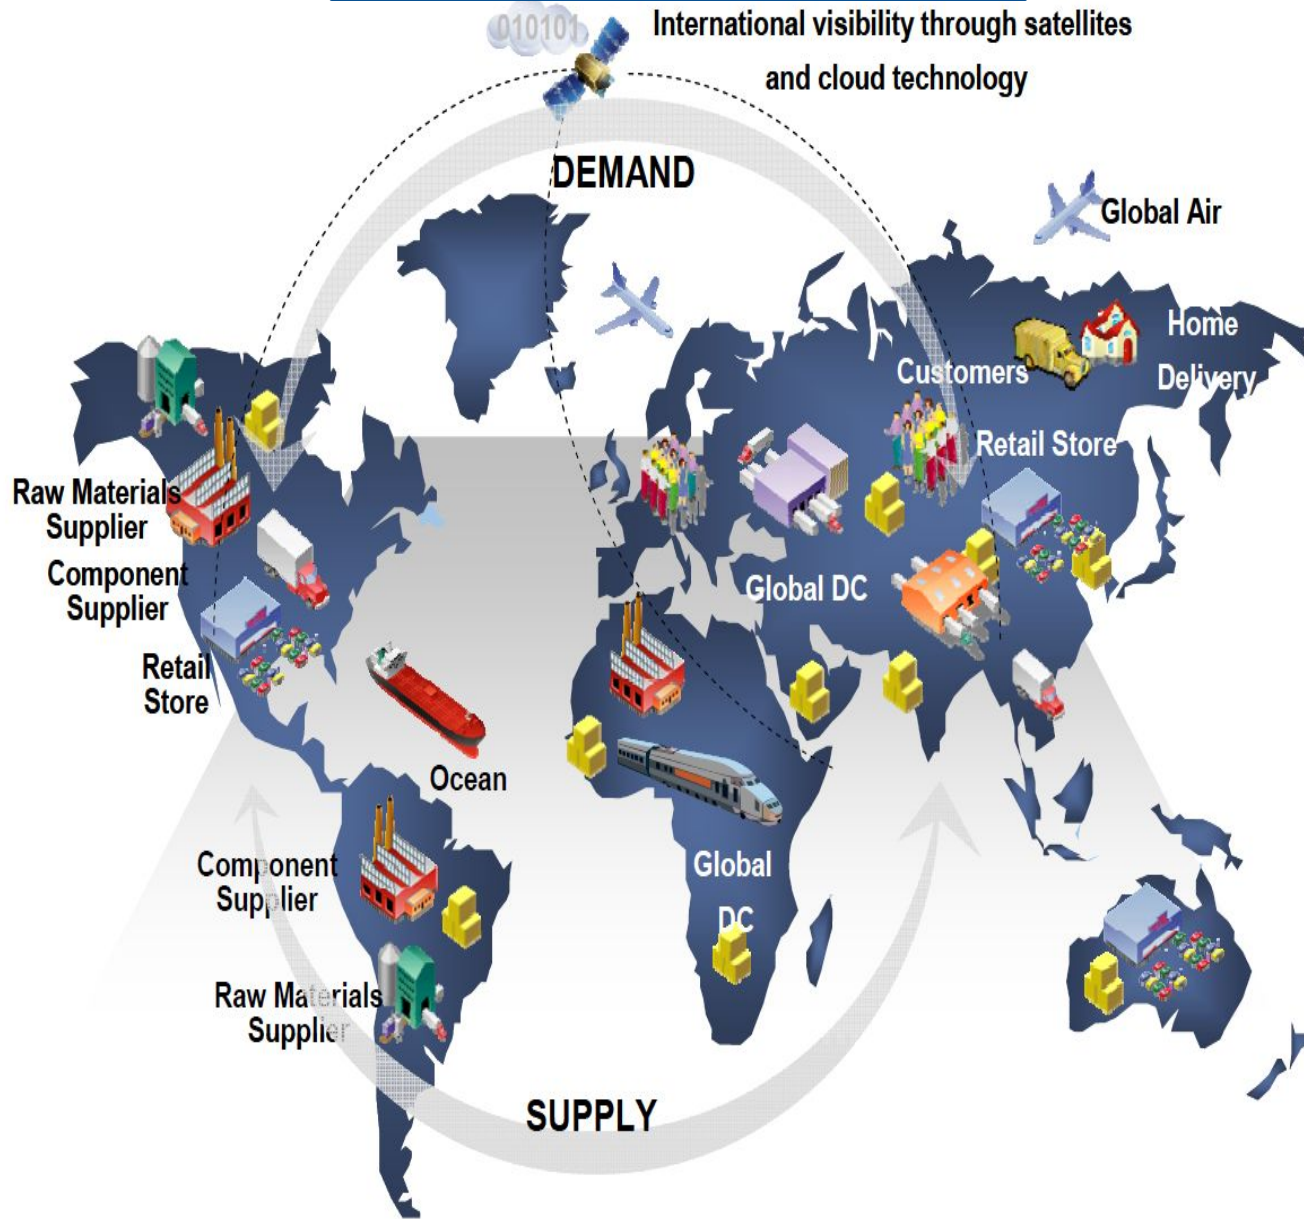 010101
International visibility through satellites
and cloud technology
DEMAND
Global Air
Home
Delivery
Customers
Retail Store
Raw Materials
Supplier
Component
Supplier
Global DC
Retail
Store
Ocean
Component
Supplier
Global
DC
Raw Materials
Supplier
SUPPLY